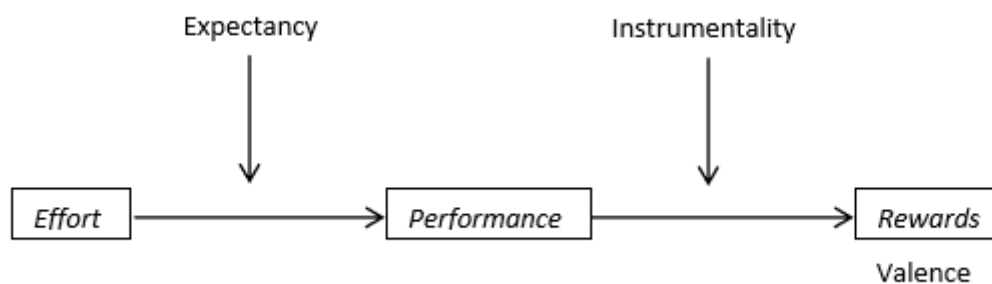 Expectancy
Instrumentality
Effort
Performance
Rewards
Valence